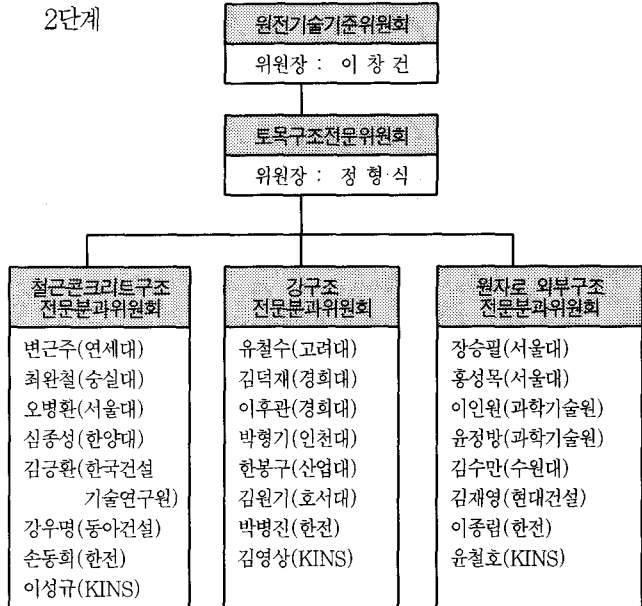 2단계
원전기술기준위원회
위원장 : 이 창 건
토목구조전문위원회
위원장 : 정 형 식
철근콘크리트구조
전문분과위원회
변근주(연세대)
최완철(숭실대)
오병환(서울대)
심종성(한양대)
김긍환(한국건설
기술연구원)
강우명(동아건설)
손동희(한전)
이성규(KINS)
강구조
전문분과위원회
유철수(고려대)
김덕재(경희대)
이후관(경희대)
박형기(인천대)
한봉구(산업대)
김원기(호서대)
박병진(한전)
김영상(KINS)
원자로 외부구조
전문분과위원회
장승필(서울대)
홍성목(서울대)
이인원(과학기술원)
윤정방(과학기술원)
김수만(수원대)
김재영(현대건설)
이종림(한전)
윤철호(KINS)